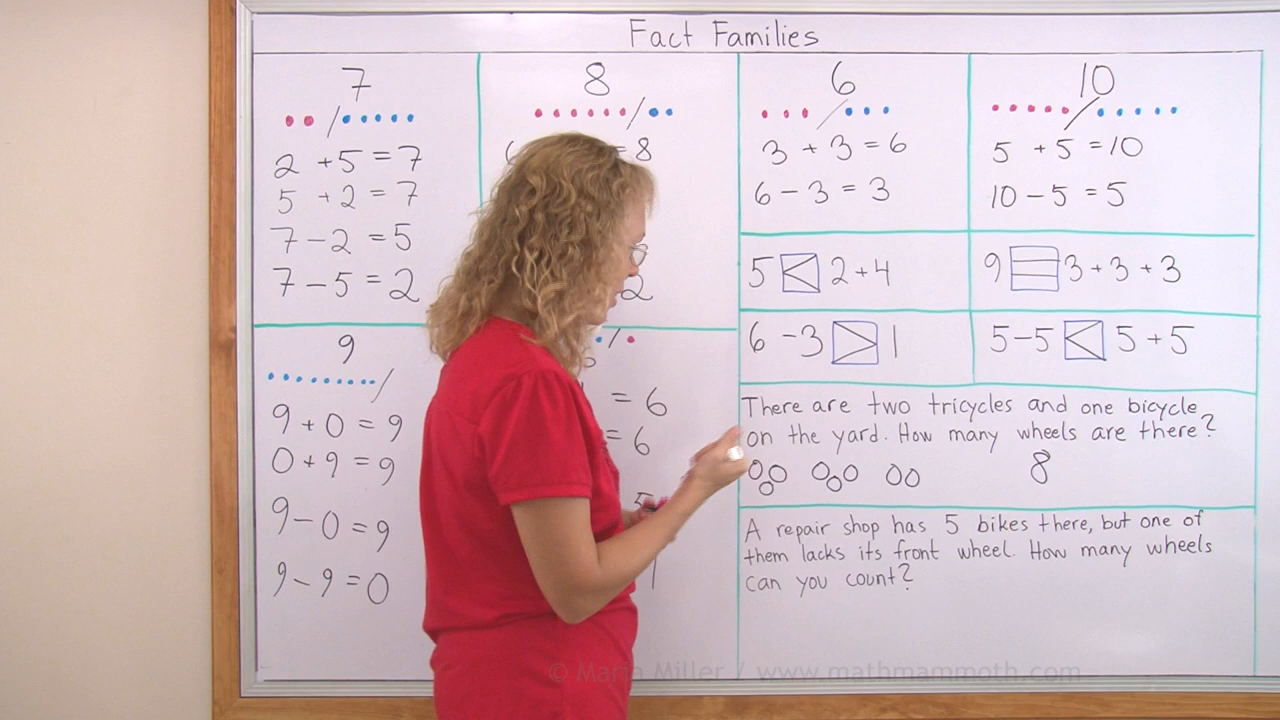 Fact Families
7
2 + 5 = 7
5 + 2 = 7
7 - 2 = 5
7 - 5 = 2
8
= 8
2
6
3 + 3 = 6
6 - 3 = 3
10
5 + 5 = 10
10 - 5 = 5
5 < 2 + 4
9 = 3 + 3 + 3
6 - 3 > 1
5 - 5 < 5 + 5
9
9 + 0 = 9
0 + 9 = 9
9 - 0 = 9
9 - 9 = 0
6
= 6
= 6
5
1
There are two tricycles and one bicycle
on the yard. How many wheels are there?
8
A repair shop has 5 bikes there, but one of
them lacks its front wheel. How many wheels
can you count?
© Maria Miller / www.mathmammoth.com